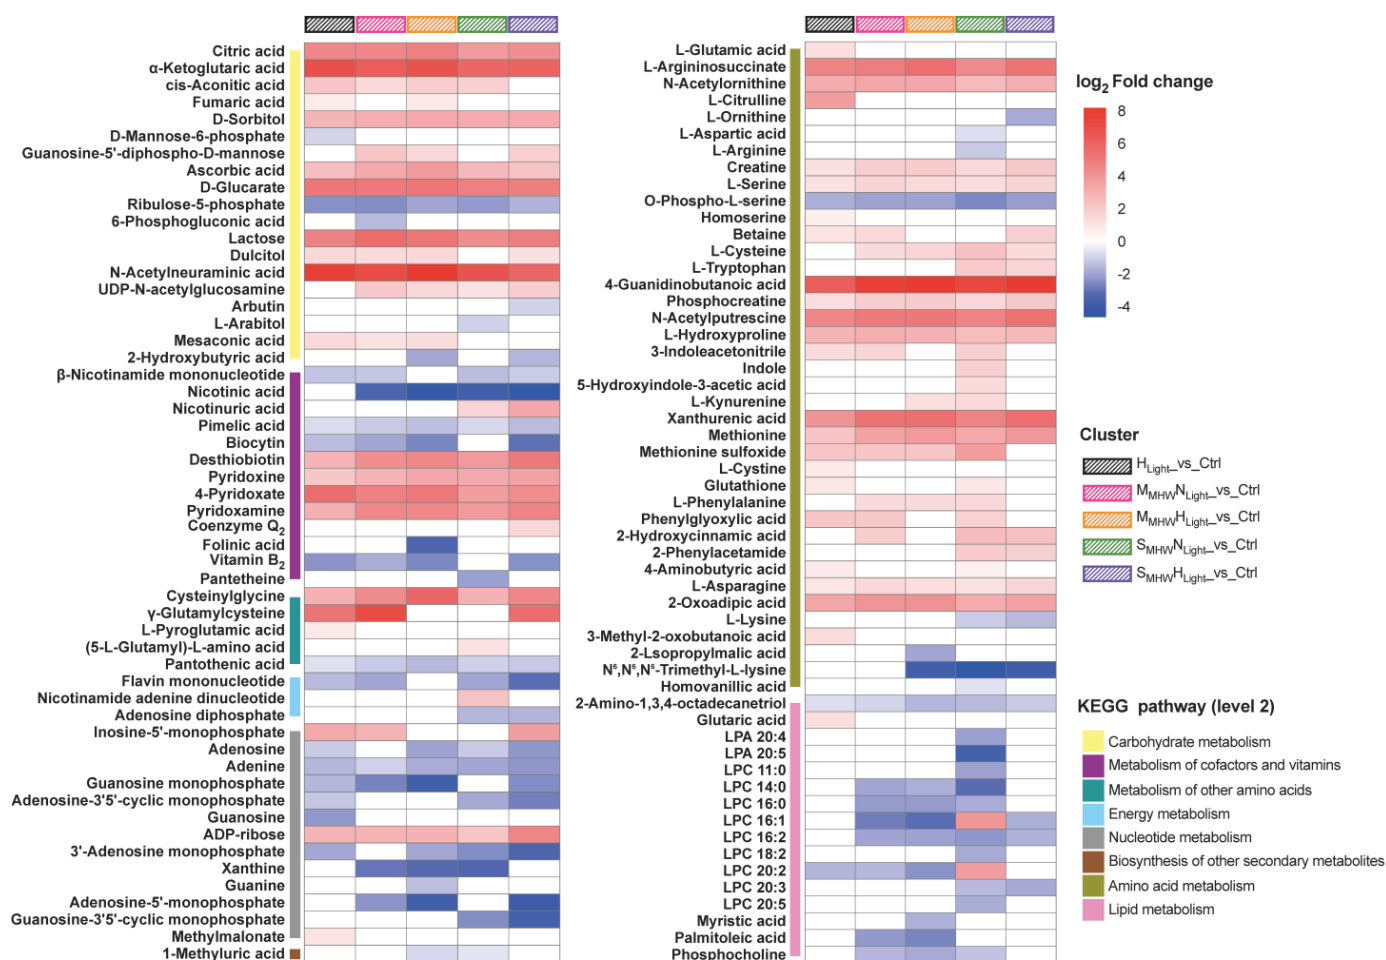 Citric acid
α-Ketoglutaric acid
cis-Aconitic acid
Fumaric acid
D-Sorbitol
D-Mannose-6-phosphate
Guanosine-5'-diphospho-D-mannose
Ascorbic acid
D-Glucarate
Ribulose-5-phosphate
6-Phosphogluconic acid
Lactose
Dulcitol
N-Acetylneuraminic acid
UDP-N-acetylglucosamine
Arbutin
L-Arabitol
Mesaconic acid
2-Hydroxybutyric acid
β-Nicotinamide mononucleotide
Nicotinic acid
Nicotinuric acid
Pimelic acid
Biocytin
Desthiobiotin
Pyridoxine
4-Pyridoxate
Pyridoxamine
Coenzyme Q₂
Folinic acid
Vitamin B₂
Pantetheine
Cysteinylglycine
γ-Glutamylcysteine
L-Pyroglutamic acid
(5-L-Glutamyl)-L-amino acid
Pantothenic acid
Flavin mononucleotide
Nicotinamide adenine dinucleotide
Adenosine diphosphate
Inosine-5'-monophosphate
Adenosine
Adenine
Guanosine monophosphate
Adenosine-3'5'-cyclic monophosphate
Guanosine
ADP-ribose
3'-Adenosine monophosphate
Xanthine
Guanine
Adenosine-5'-monophosphate
Guanosine-3'5'-cyclic monophosphate
Methylmalonate
1-Methyluric acid
L-Glutamic acid
L-Argininosuccinate
N-Acetylornithine
L-Citrulline
L-Ornithine
L-Aspartic acid
L-Arginine
Creatine
L-Serine
O-Phospho-L-serine
Homoserine
Betaine
L-Cysteine
L-Tryptophan
4-Guanidinobutanoic acid
Phosphocreatine
N-Acetylputrescine
L-Hydroxyproline
3-Indoleacetonitrile
Indole
5-Hydroxyindole-3-acetic acid
L-Kynurenine
Xanthurenic acid
Methionine
Methionine sulfoxide
L-Cystine
Glutathione
L-Phenylalanine
Phenylglyoxylic acid
2-Hydroxycinnamic acid
2-Phenylacetamide
4-Aminobutyric acid
L-Asparagine
2-Oxoadipic acid
L-Lysine
3-Methyl-2-oxobutanoic acid
2-Lsopropylmalic acid
N⁶,N⁶,N⁶-Trimethyl-L-lysine
Homovanillic acid
2-Amino-1,3,4-octadecanetriol
Glutaric acid
LPA 20:4
LPA 20:5
LPC 11:0
LPC 14:0
LPC 16:0
LPC 16:1
LPC 16:2
LPC 18:2
LPC 20:2
LPC 20:3
LPC 20:5
Myristic acid
Palmitoleic acid
Phosphocholine
log₂ Fold change
8
6
4
2
0
-2
-4
Cluster
H_Light_vs_Ctrl
M_MHWN_Light_vs_Ctrl
M_MHWH_Light_vs_Ctrl
S_MHWN_Light_vs_Ctrl
S_MHWH_Light_vs_Ctrl
KEGG pathway (level 2)
Carbohydrate metabolism
Metabolism of cofactors and vitamins
Metabolism of other amino acids
Energy metabolism
Nucleotide metabolism
Biosynthesis of other secondary metabolites
Amino acid metabolism
Lipid metabolism